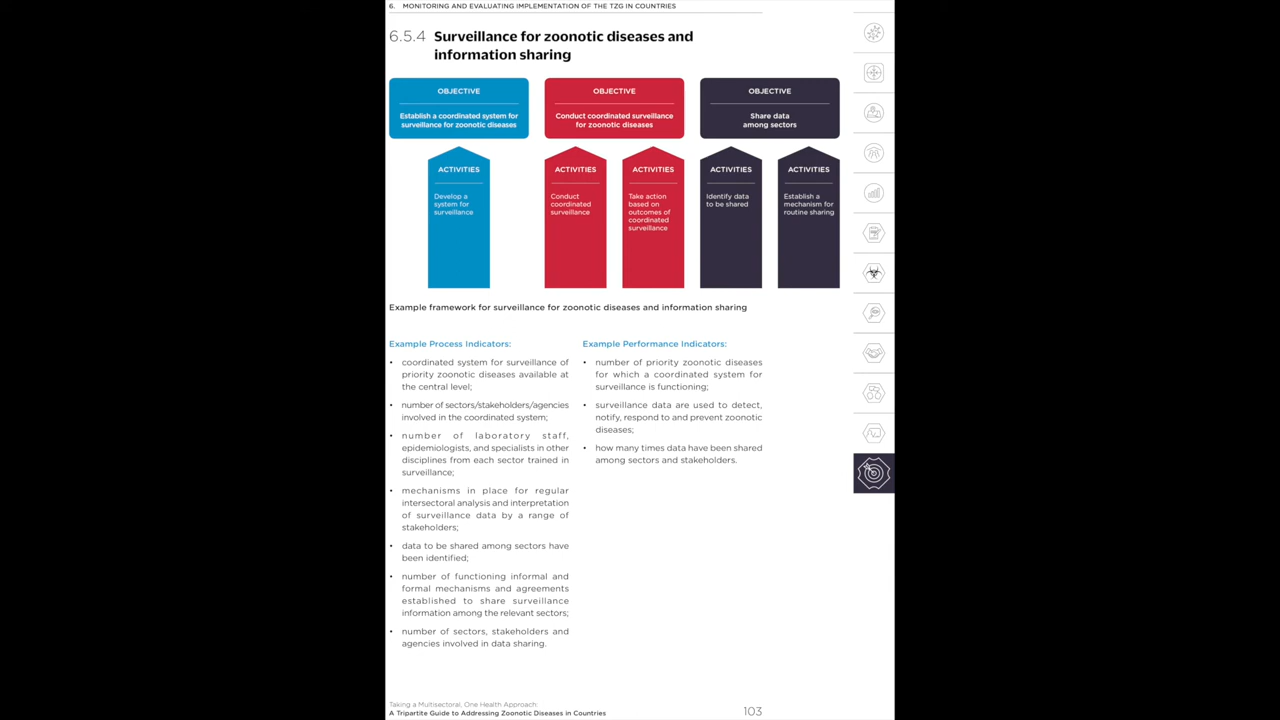 6. MONITORING AND EVALUATING IMPLEMENTATION OF THE TZG IN COUNTRIES
6.5.4 Surveillance for zoonotic diseases and
information sharing
OBJECTIVE
Establish a coordinated system for
surveillance for zoonotic diseases
OBJECTIVE
Conduct coordinated surveillance
for zoonotic diseases
OBJECTIVE
Share data
among sectors
ACTIVITIES
Develop a
system for
surveillance
ACTIVITIES
Conduct
coordinated
surveillance
ACTIVITIES
Take action
based on
outcomes of
coordinated
surveillance
ACTIVITIES
Identify data
to be shared
ACTIVITIES
Establish a
mechanism for
routine sharing
Example framework for surveillance for zoonotic diseases and information sharing
Example Process Indicators:
• coordinated system for surveillance of
priority zoonotic diseases available at
the central level;
• number of sectors/stakeholders/agencies
involved in the coordinated system;
• number of laboratory staff,
epidemiologists, and specialists in other
disciplines from each sector trained in
surveillance;
• mechanisms in place for regular
intersectoral analysis and interpretation
of surveillance data by a range of
stakeholders;
• data to be shared among sectors have
been identified;
• number of functioning informal and
formal mechanisms and agreements
established to share surveillance
information among the relevant sectors;
• number of sectors, stakeholders and
agencies involved in data sharing.
Example Performance Indicators:
• number of priority zoonotic diseases
for which a coordinated system for
surveillance is functioning;
• surveillance data are used to detect,
notify, respond to and prevent zoonotic
diseases;
• how many times data have been shared
among sectors and stakeholders.
Taking a Multisectoral, One Health Approach:
A Tripartite Guide to Addressing Zoonotic Diseases in Countries
103